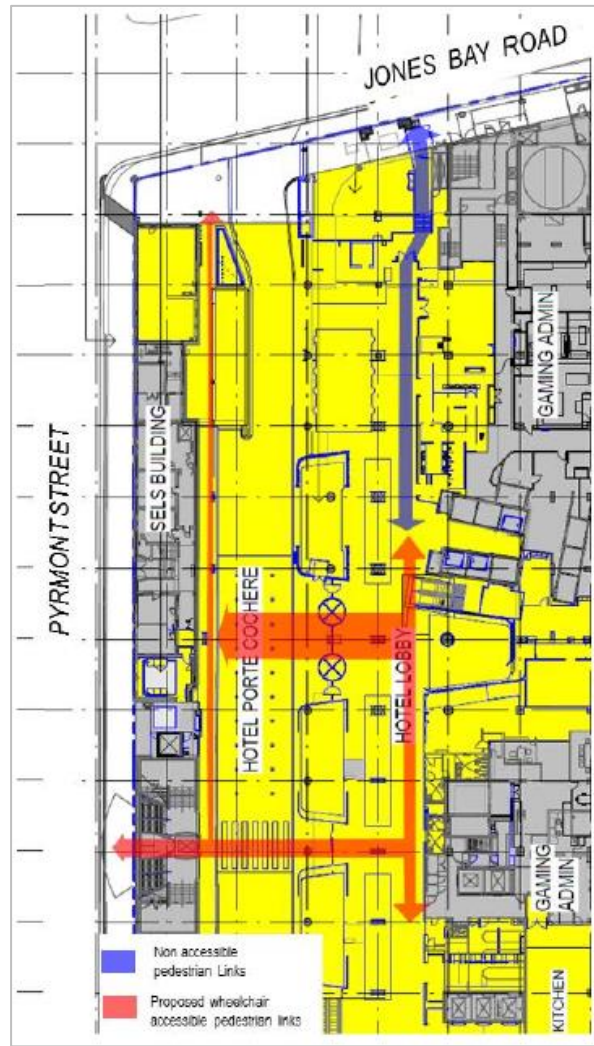 JONES BAY ROAD
GAMING ADMIN
SELS BUILDING
PYRMONT STREET
HOTEL PORTE COCHERE
HOTEL LOBBY
GAMING
ADMIN
KITCHEN
Non accessible
pedestrian Links
Proposed wheelchair
accessible pedestrian links